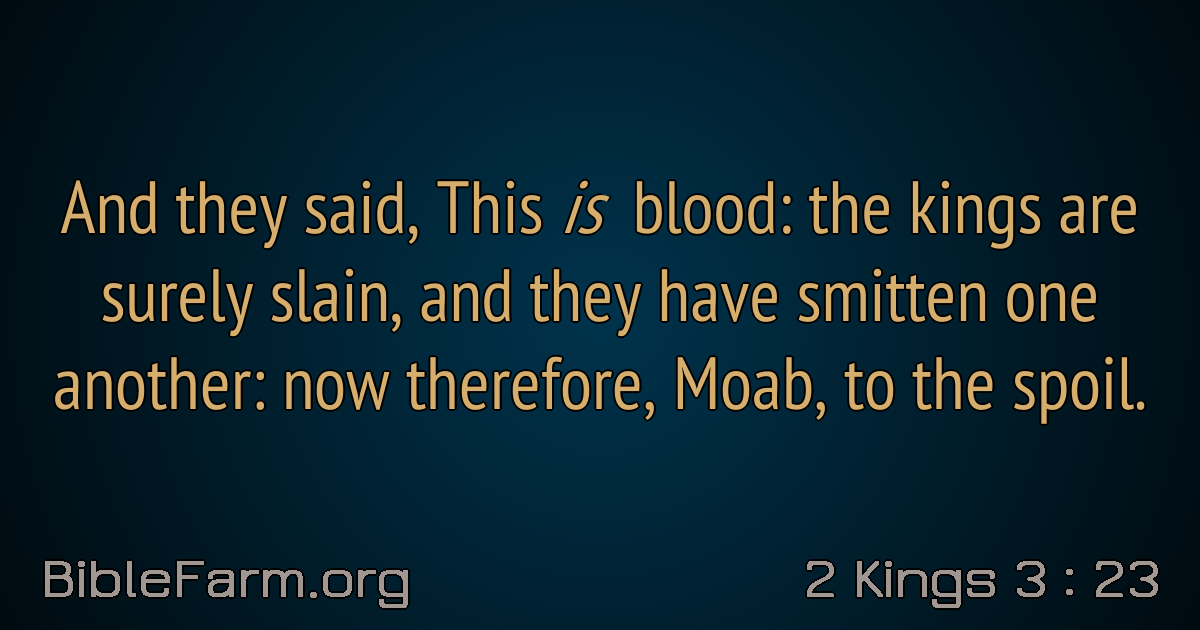 And they said, This is blood: the kings are
surely slain, and they have smitten one
another: now therefore, Moab, to the spoil.
BibleFarm.org
2 Kings 3 : 23